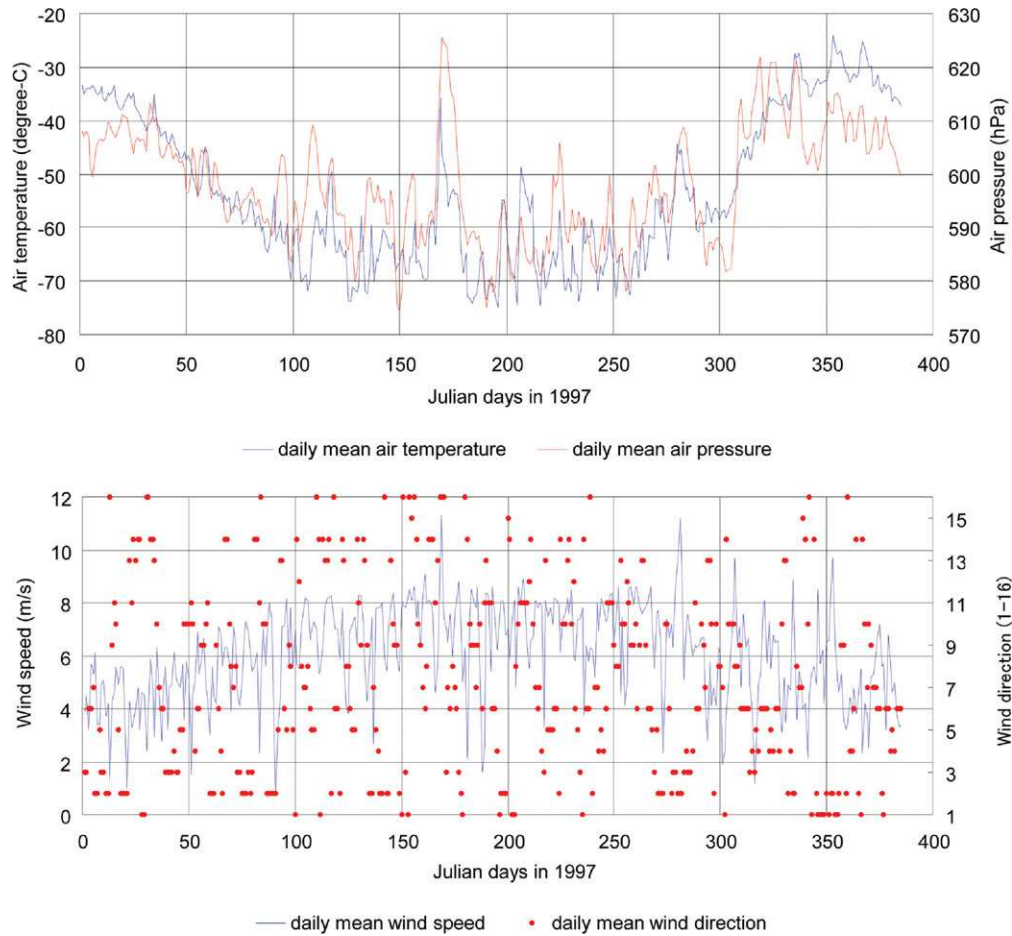 -20
-30
-40
-50
-60
-70
-80
Air temperature (degree-C)
630
620
610
600
590
580
570
Air pressure (hPa)
0 50 100 150 200 250 300 350 400
Julian days in 1997
daily mean air temperature daily mean air pressure
12
10
8
6
4
2
0
Wind speed (m/s)
15
13
11
9
7
5
3
1
Wind direction (1–16)
0 50 100 150 200 250 300 350 400
Julian days in 1997
daily mean wind speed daily mean wind direction